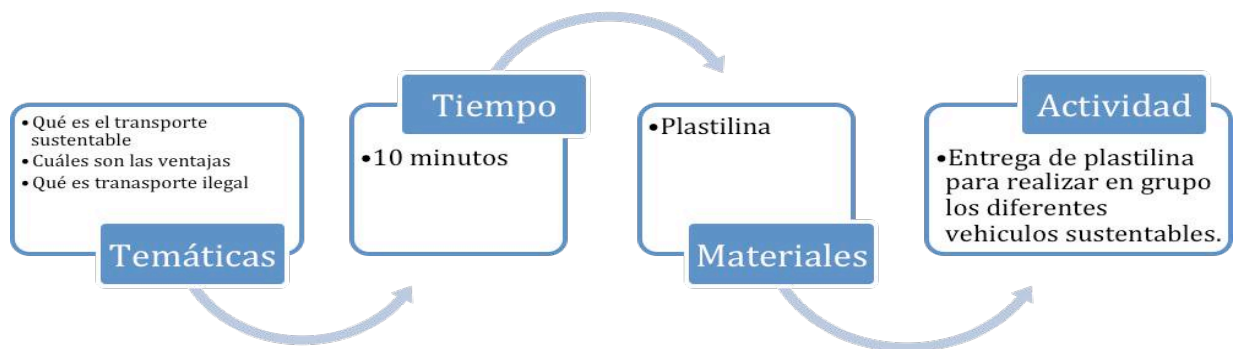 • Qué es el transporte
sustentable
• Cuáles son las ventajas
• Qué es tranasporte ilegal
Temáticas
Tiempo
• 10 minutos
• Plastilina
Materiales
Actividad
• Entrega de plastilina
para realizar en grupo
los diferentes
vehiculos sustentables.